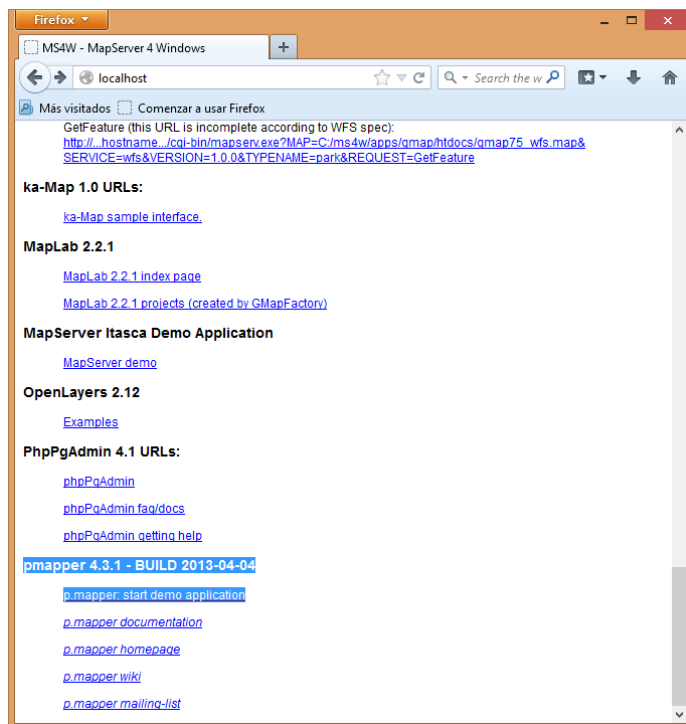 Firefox
MS4W - MapServer 4 Windows
localhost
Search the w
Más visitados
Comenzar a usar Firefox
GetFeature (this URL is incomplete according to WFS spec):
http://...hostname.../cgi-bin/mapserv.exe?MAP=C:/ms4w/apps/gmap/htdocs/gmap75_wfs.map&
SERVICE=wfs&VERSION=1.0.0&TYPENAME=park&REQUEST=GetFeature
ka-Map 1.0 URLs:
ka-Map sample interface.
MapLab 2.2.1
MapLab 2.2.1 index page
MapLab 2.2.1 projects (created by GMapFactory)
MapServer Itasca Demo Application
MapServer demo
OpenLayers 2.12
Examples
PhpPgAdmin 4.1 URLs:
phpPgAdmin
phpPgAdmin faq/docs
phpPgAdmin getting help
pmapper 4.3.1 - BUILD 2013-04-04
p.mapper: start demo application
p.mapper documentation
p.mapper homepage
p.mapper wiki
p.mapper mailing-list